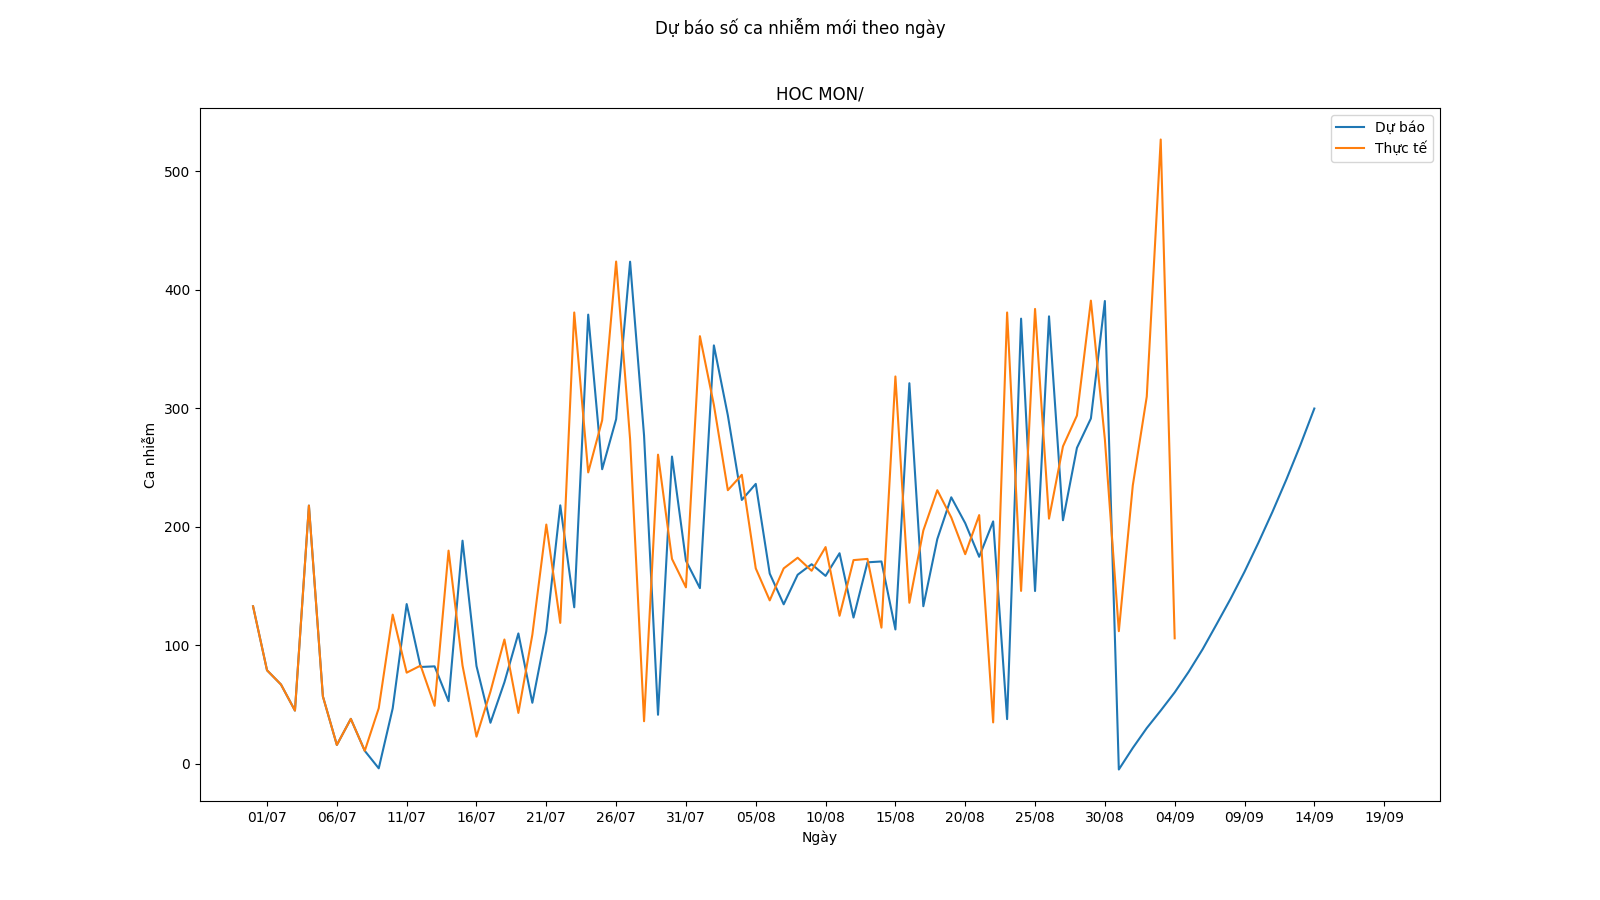 Dự báo số ca nhiễm mới theo ngày
HOC MON/
Dự báo
Thực tế
Ca nhiễm
500
400
300
200
100
0
01/07 06/07 11/07 16/07 21/07 26/07 31/07 05/08 10/08 15/08 20/08 25/08 30/08 04/09 09/09 14/09 19/09
Ngày